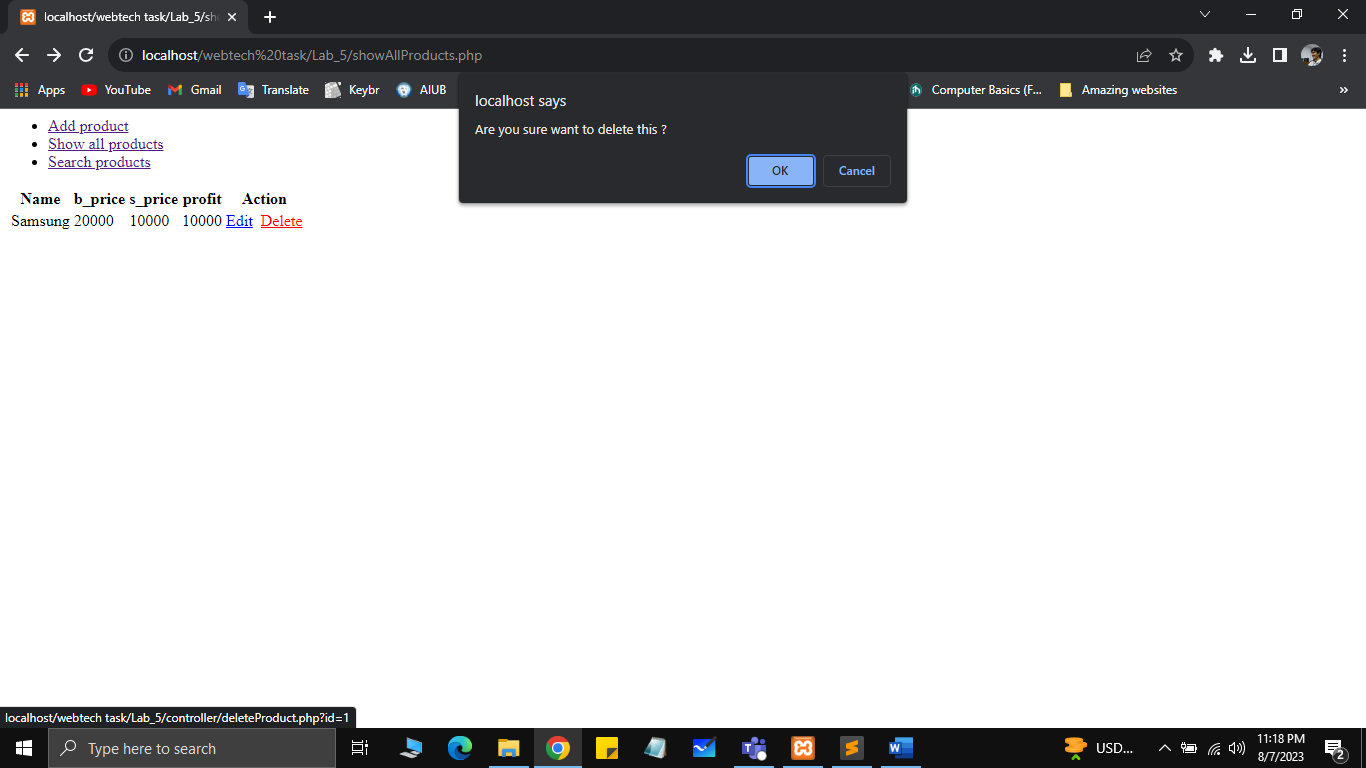 localhost/webtech task/Lab_5/sh
localhost/webtech%20task/Lab_5/showAllProducts.php
Apps YouTube Gmail Translate Keybr AIUB Computer Basics (F... Amazing websites »
localhost says
Are you sure want to delete this ?
OK Cancel
Add product
Show all products
Search products
Name b_price s_price profit Action
Samsung 20000 10000 10000 Edit Delete
localhost/webtech task/Lab_5/controller/deleteProduct.php?id=1
Type here to search
USD...
11:18 PM
8/7/2023
2